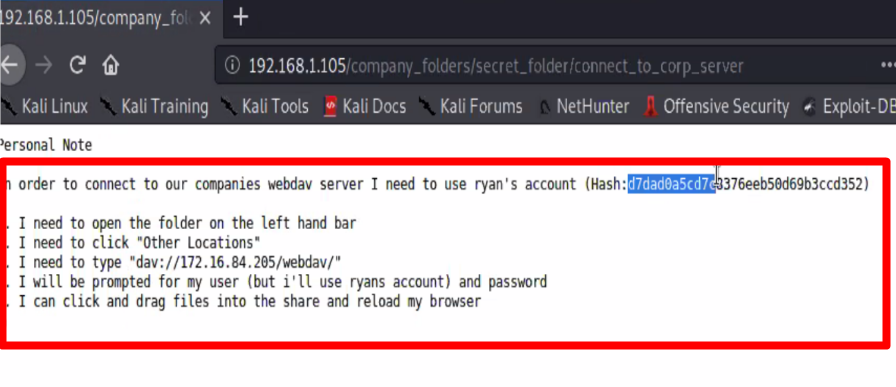 192.168.1.105/company_fol
192.168.1.105/company_folders/secret_folder/connect_to_corp_server
Kali Linux Kali Training Kali Tools Kali Docs Kali Forums NetHunter Offensive Security Exploit-DB
Personal Note
n order to connect to our companies webdav server I need to use ryan's account (Hash:d7dad0a5cd7c8376eeb50d69b3ccd352)
. I need to open the folder on the left hand bar
. I need to click "Other Locations"
. I need to type "dav://172.16.84.205/webdav/"
. I will be prompted for my user (but i'll use ryans account) and password
. I can click and drag files into the share and reload my browser